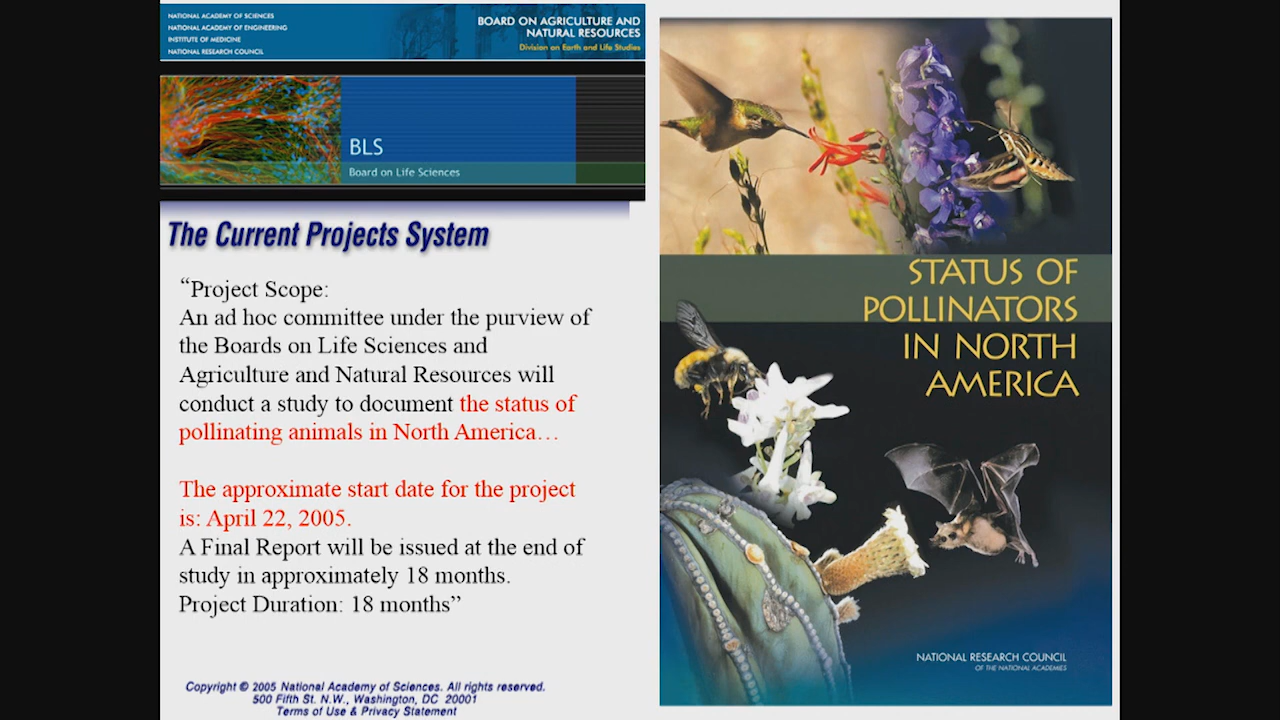 NATIONAL ACADEMY OF SCIENCES
NATIONAL ACADEMY OF ENGINEERING
INSTITUTE OF MEDICINE
NATIONAL RESEARCH COUNCIL
BOARD ON AGRICULTURE AND
NATURAL RESOURCES
Division on Earth and Life Studies
BLS
Board on Life Sciences
The Current Projects System
“Project Scope:
An ad hoc committee under the purview of
the Boards on Life Sciences and
Agriculture and Natural Resources will
conduct a study to document the status of
pollinating animals in North America…
The approximate start date for the project
is: April 22, 2005.
A Final Report will be issued at the end of
study in approximately 18 months.
Project Duration: 18 months”
Copyright © 2005 National Academy of Sciences. All rights reserved.
500 Fifth St. N.W., Washington, DC 20001
Terms of Use & Privacy Statement
STATUS OF
POLLINATORS
IN NORTH
AMERICA
NATIONAL RESEARCH COUNCIL
OF THE NATIONAL ACADEMIES